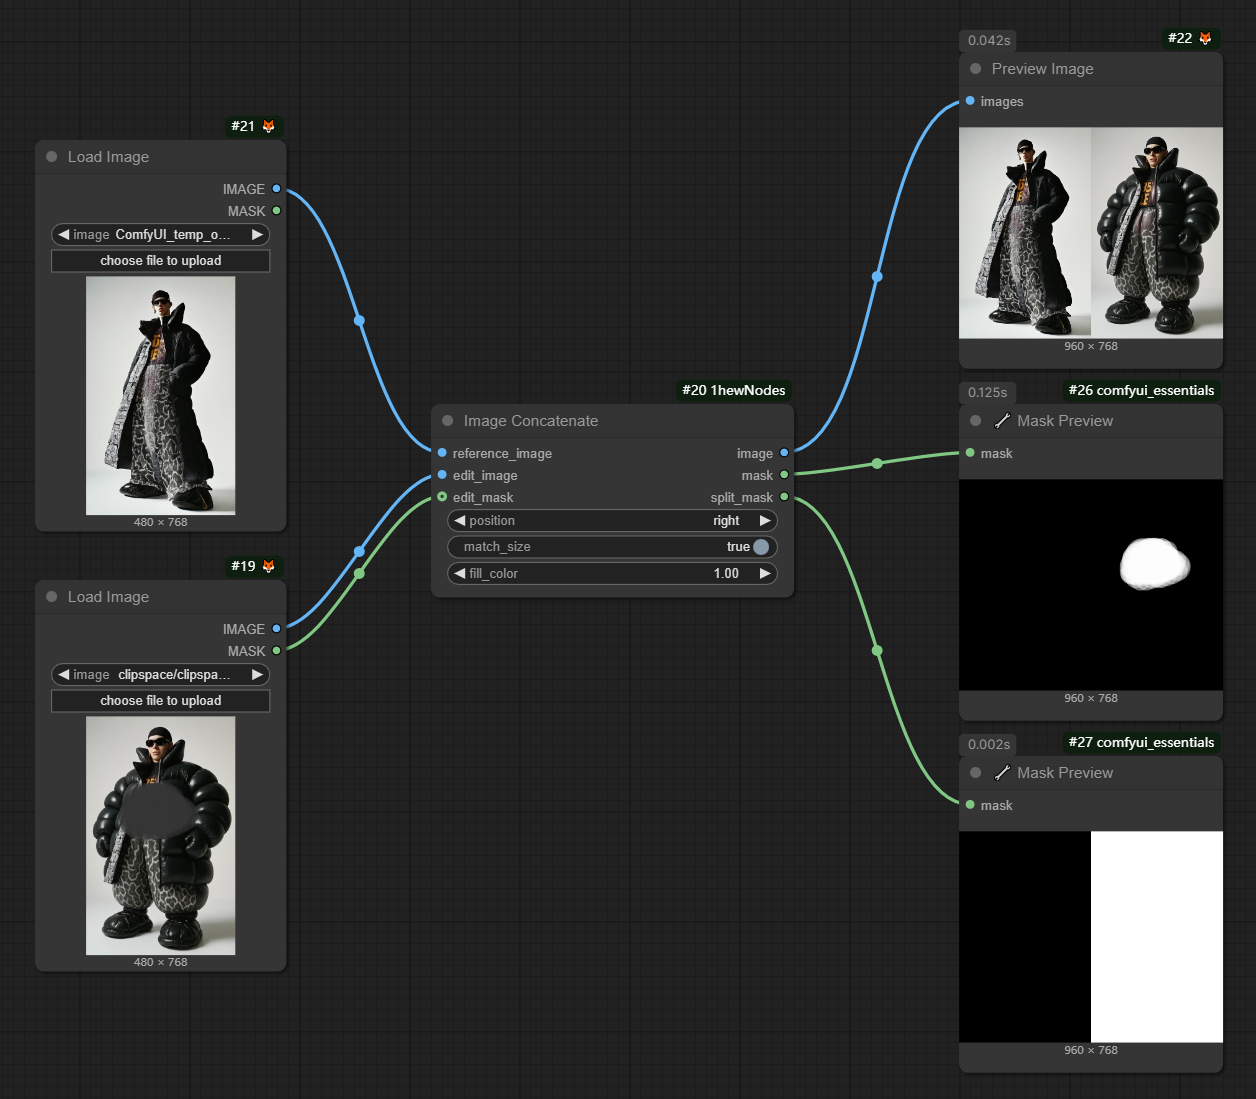 #21
Load Image
IMAGE
MASK
image ComfyUI_temp_o...
choose file to upload
480 × 768
#19
Load Image
IMAGE
MASK
image clipspace/clipspa...
choose file to upload
480 × 768
#20 1hewNodes
Image Concatenate
reference_image image
edit_image mask
edit_mask split_mask
position right
match_size true
fill_color 1.00
0.042s #22
Preview Image
images
960 × 768
0.125s #26 comfyui_essentials
Mask Preview
mask
960 × 768
0.002s #27 comfyui_essentials
Mask Preview
mask
960 × 768